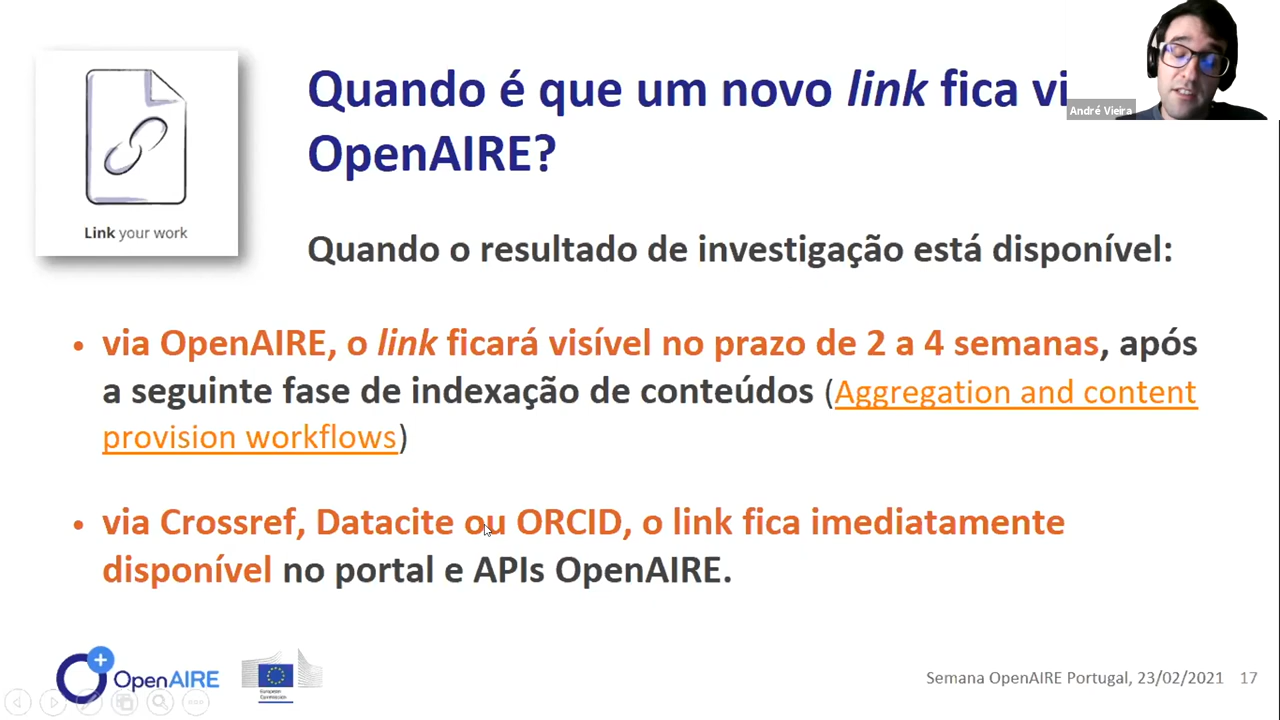 Quando é que um novo link fica vi
OpenAIRE?
André Vieira
Link your work
Quando o resultado de investigação está disponível:
• via OpenAIRE, o link ficará visível no prazo de 2 a 4 semanas, após
a seguinte fase de indexação de conteúdos (Aggregation and content
provision workflows)
• via Crossref, Datacite ou ORCID, o link fica imediatamente
disponível no portal e APIs OpenAIRE.
OpenAIRE
European
Commission
Semana OpenAIRE Portugal, 23/02/2021 17